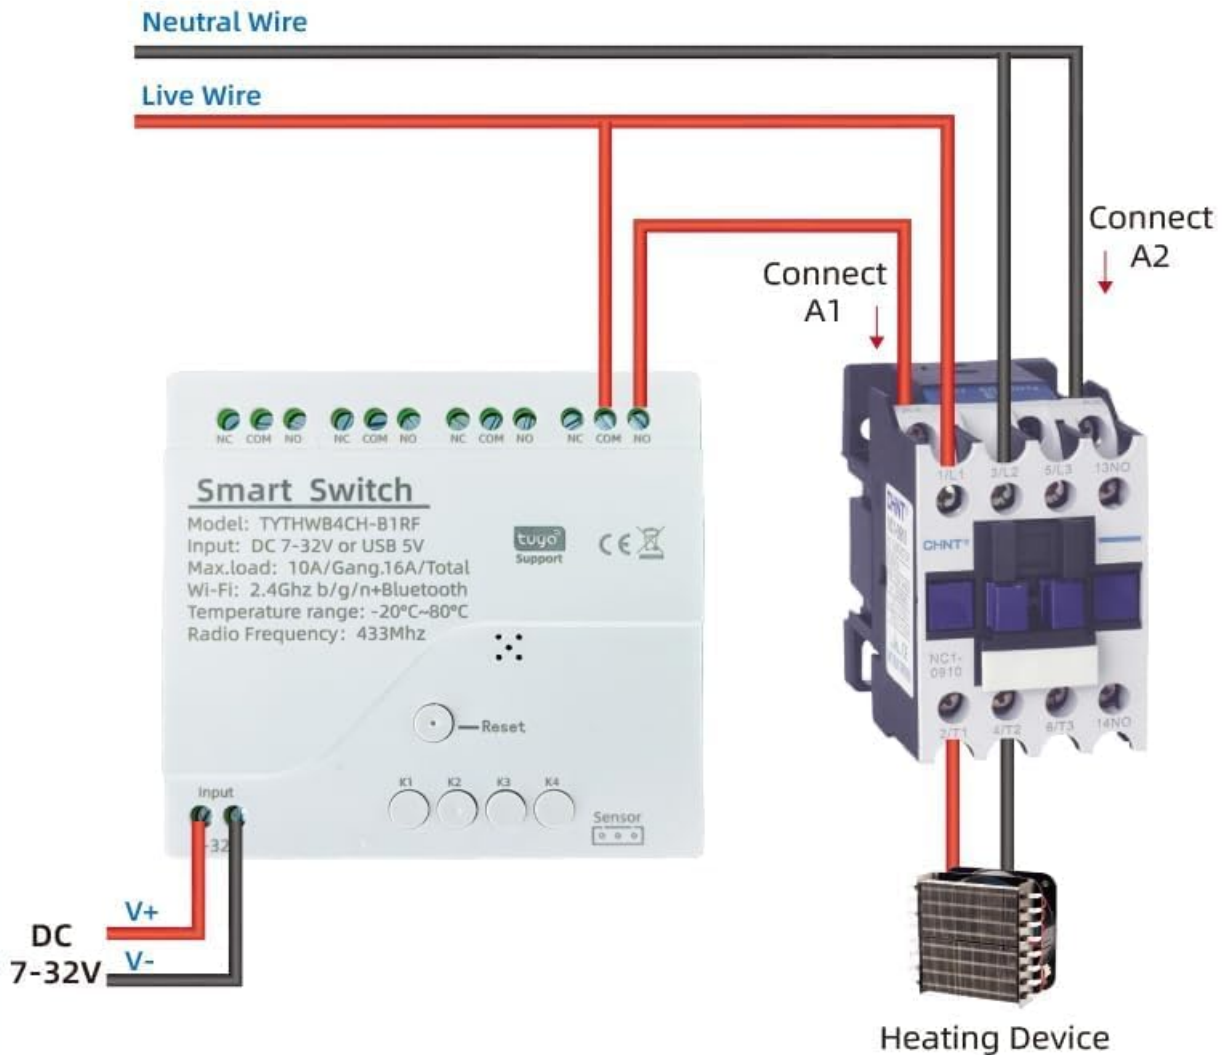 Neutral Wire
Live Wire
Connect
A2
Connect
A1
NC COM NO NC COM NO NC COM NO NC COM NO
1/L1 3/L2 5/L3 13NO
Smart Switch
Model: TYTHWB4CH-B1RF
Input: DC 7-32V or USB 5V
Max.load: 10A/Gang.16A/Total
Wi-Fi: 2.4Ghz b/g/n+Bluetooth
Temperature range: -20°C~80°C
Radio Frequency: 433Mhz
tuya
Support
CE
CHNT
CHNT
NC1-
0910
Reset
2/T1 4/T2 6/T3 14NO
K1 K2 K3 K4
Input
-32
Sensor
V+
DC
7-32V
V-
Heating Device